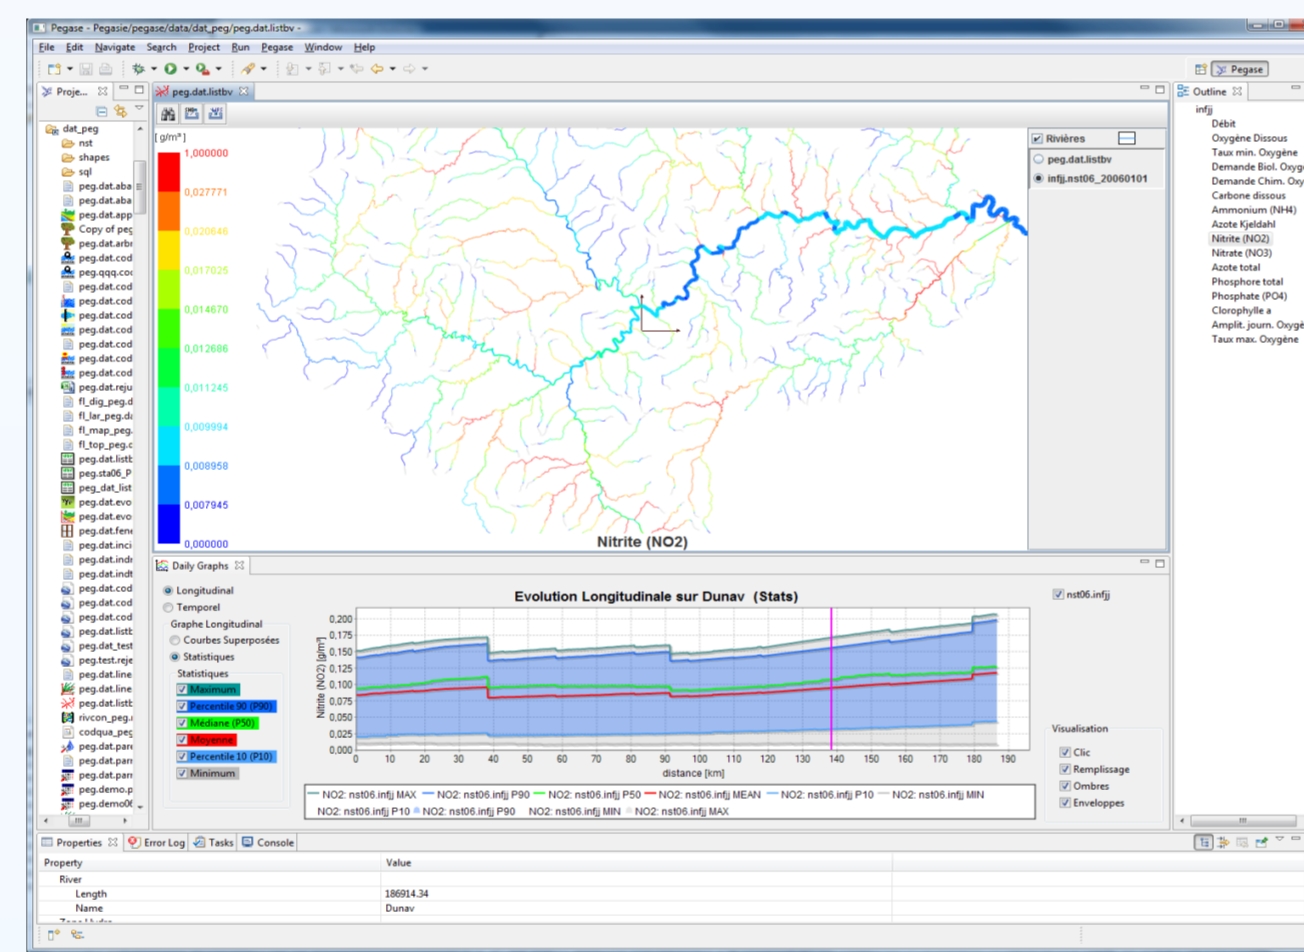 Pegase - Pegasie/pegase/data/dat_peg/peg.dat.listbv -
File Edit Navigate Search Project Run Pegase Window Help
Pegase
Proje...
peg.dat.listbv
Outline
dat_peg
nst
shapes
sql
peg.dat.aba
peg.dat.aba
peg.dat.app
Copy of peg
peg.dat.arbr
peg.dat.cod
peg.qqq.coc
peg.dat.cod
peg.dat.cod
peg.dat.cod
peg.dat.cod
peg.dat.cod
peg.dat.cod
peg.dat.cod
peg.dat.reju
fl_dig_peg.d
fl_lar_peg.da
fl_map_peg.
fl_top_peg.c
peg.dat.listb
peg.sta06_P
peg_dat_list
peg.dat.evo
peg.dat.evo
peg.dat.fene
peg.dat.inci
peg.dat.indi
peg.dat.indt
peg.dat.cod
peg.dat.cod
peg.dat.cod
peg.dat.listb
peg.dat_test
peg.test.reje
peg.dat.line
peg.dat.line
peg.dat.listb
rivcon_peg.
codqua_peg
peg.dat.pare
peg.dat.parr
peg.dat.parr
peg.demo.p
peg.demo06
[ g/m³ ]
1,000000
0,027771
0,020646
0,017025
0,014670
0,012686
0,011245
0,009994
0,008958
0,007945
0,000000
Nitrite (NO2)
Rivières
peg.dat.listbv
infjj.nst06_20060101
infjj
Débit
Oxygène Dissous
Taux min. Oxygène
Demande Biol. Oxyg
Demande Chim. Oxy
Carbone dissous
Ammonium (NH4)
Azote Kjeldahl
Nitrite (NO2)
Nitrate (NO3)
Azote total
Phosphore total
Phosphate (PO4)
Clorophylle a
Amplit. journ. Oxygè
Taux max. Oxygène
Daily Graphs
Longitudinal
Temporel
Graphe Longitudinal
Courbes Superposées
Statistiques
Statistiques
Maximum
Percentile 90 (P90)
Médiane (P50)
Moyenne
Percentile 10 (P10)
Minimum
Evolution Longitudinale sur Dunav (Stats)
Nitrite (NO2) [g/m³]
0,200
0,175
0,150
0,125
0,100
0,075
0,050
0,025
0.000
0 10 20 30 40 50 60 70 80 90 100 110 120 130 140 150 160 170 180 190
distance [km]
NO2: nst06.infjj MAX NO2: nst06.infjj P90 NO2: nst06.infjj P50 NO2: nst06.infjj MEAN NO2: nst06.infjj P10 NO2: nst06.infjj MIN
NO2: nst06.infjj P10 NO2: nst06.infjj P90 NO2: nst06.infjj MIN NO2: nst06.infjj MAX
nst06.infjj
Visualisation
Clic
Remplissage
Ombres
Enveloppes
Properties Error Log Tasks Console
Property Value
River
Length 186914.34
Name Dunav